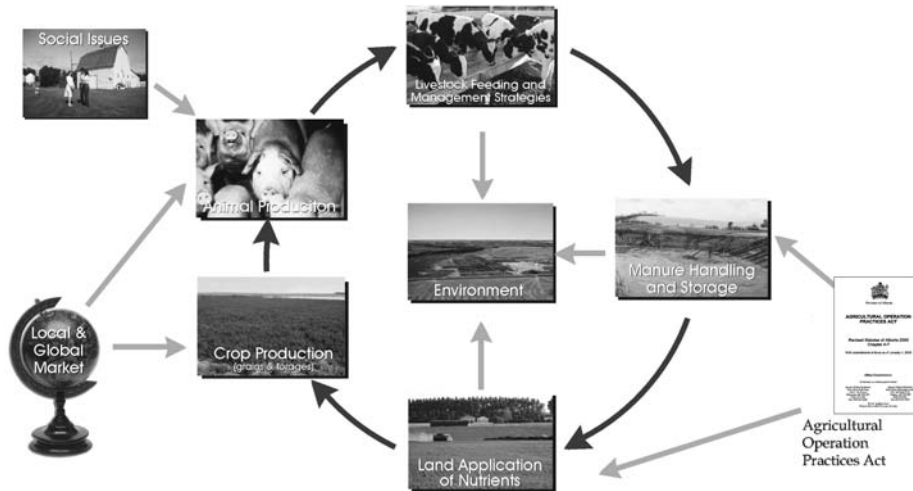 Social Issues
Livestock Feeding and
Management Strategies
Animal Produciton
Environment
Manure Handling
and Storage
Local &
Global
Market
Crop Production
(grains & forages)
Land Application
of Nutrients
AGRICULTURAL OPERATION
PRACTICES ACT
Agricultural
Operation
Practices Act